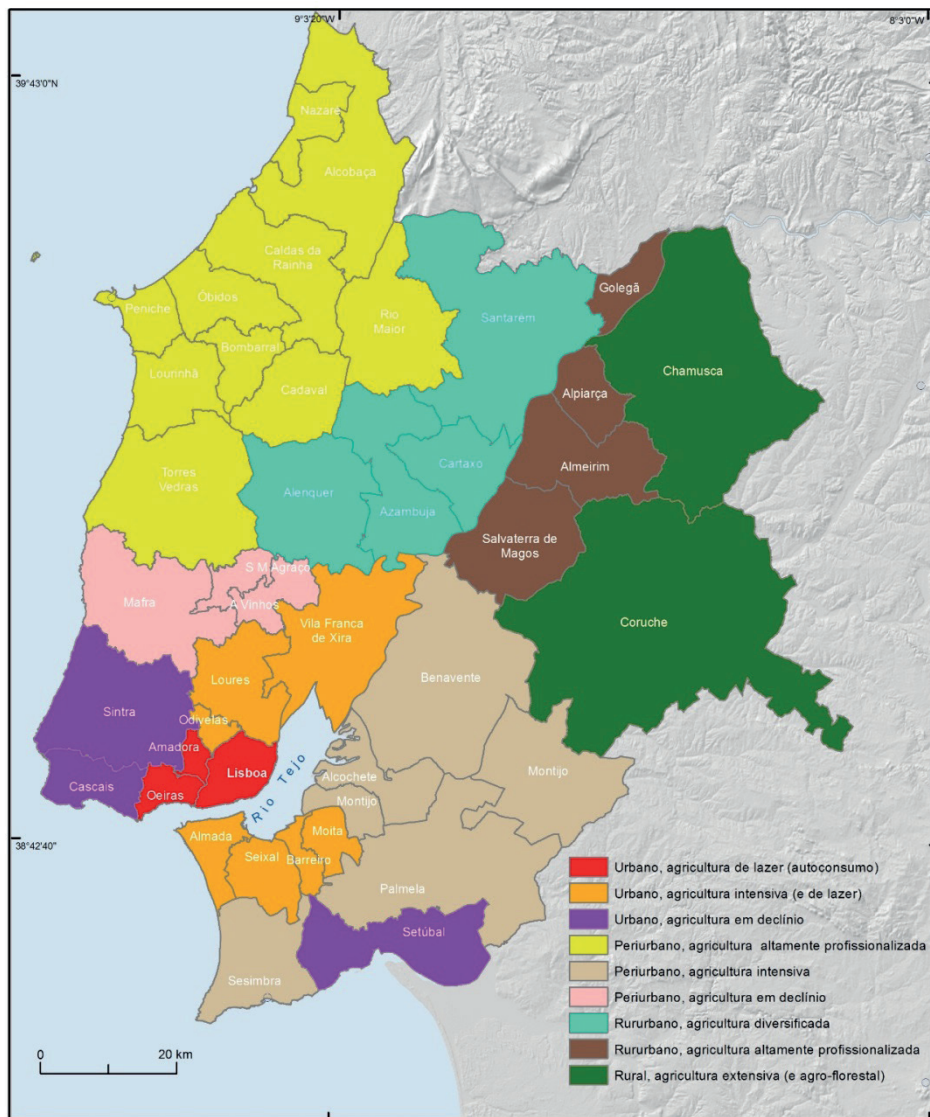 9°3'20"W
8°3'0"W
39°43'0"N
Nazaré
Alcobaça
Caldas da
Rainha
Peniche
Óbidos
Rio
Maior
Santarém
Golegã
Bombarral
Lourinhã
Cadaval
Chamusca
Alpiarça
Torres
Vedras
Alenquer
Cartaxo
Almeirim
Azambuja
Salvaterra de
Magos
S M Agraço
Mafra
A Vinhos
Vila Franca
de Xira
Coruche
Loures
Benavente
Sintra
Odivelas
Amadora
Lisboa
Cascais
Oeiras
Rio Tejo
Alcochete
Montijo
Montijo
38°42'40"
Almada
Moita
Seixal
Barreiro
Palmela
Setúbal
Sesimbra
Urbano, agricultura de lazer (autoconsumo)
Urbano, agricultura intensiva (e de lazer)
Urbano, agricultura em declínio
Periurbano, agricultura altamente profissionalizada
Periurbano, agricultura intensiva
Periurbano, agricultura em declínio
Rururbano, agricultura diversificada
Rururbano, agricultura altamente profissionalizada
Rural, agricultura extensiva (e agro-florestal)
0 20 km